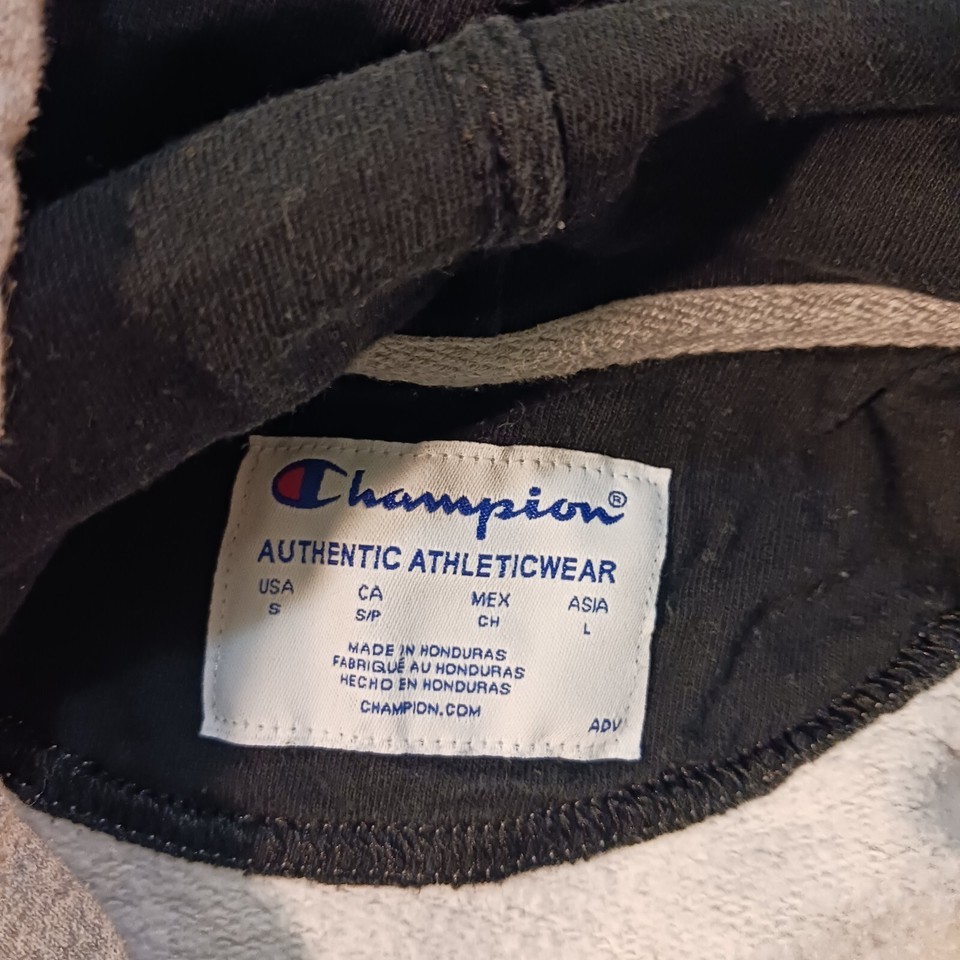 Champion®
AUTHENTIC ATHLETICWEAR
USA CA MEX ASIA
S S/P CH L
MADE IN HONDURAS
FABRIQUÉ AU HONDURAS
HECHO EN HONDURAS
CHAMPION.COM
ADV